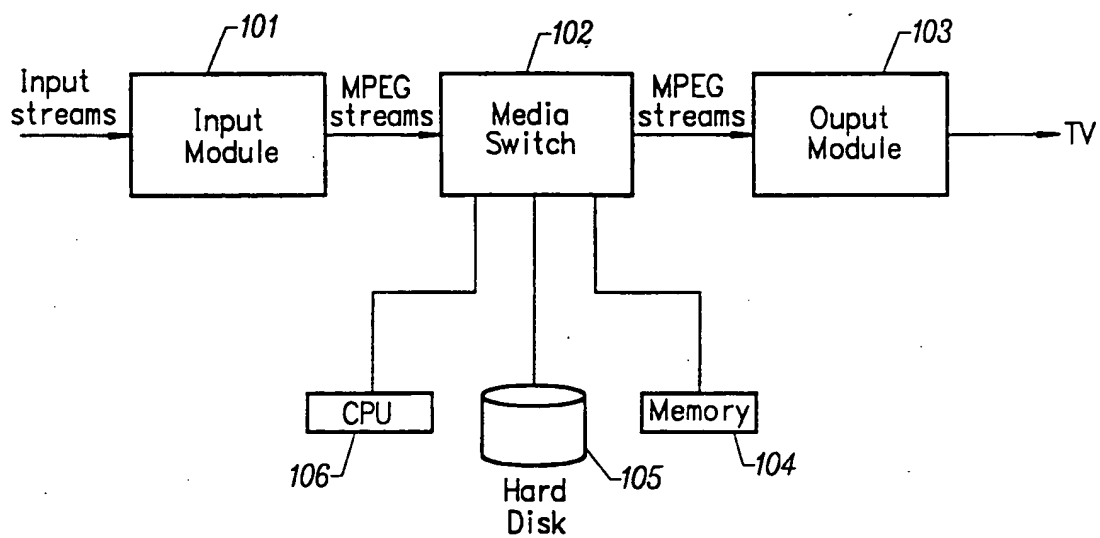 101
102
103
Input
streams
Input
Module
MPEG
streams
Media
Switch
MPEG
streams
Ouput
Module
TV
CPU
Memory
106
105
104
Hard
Disk